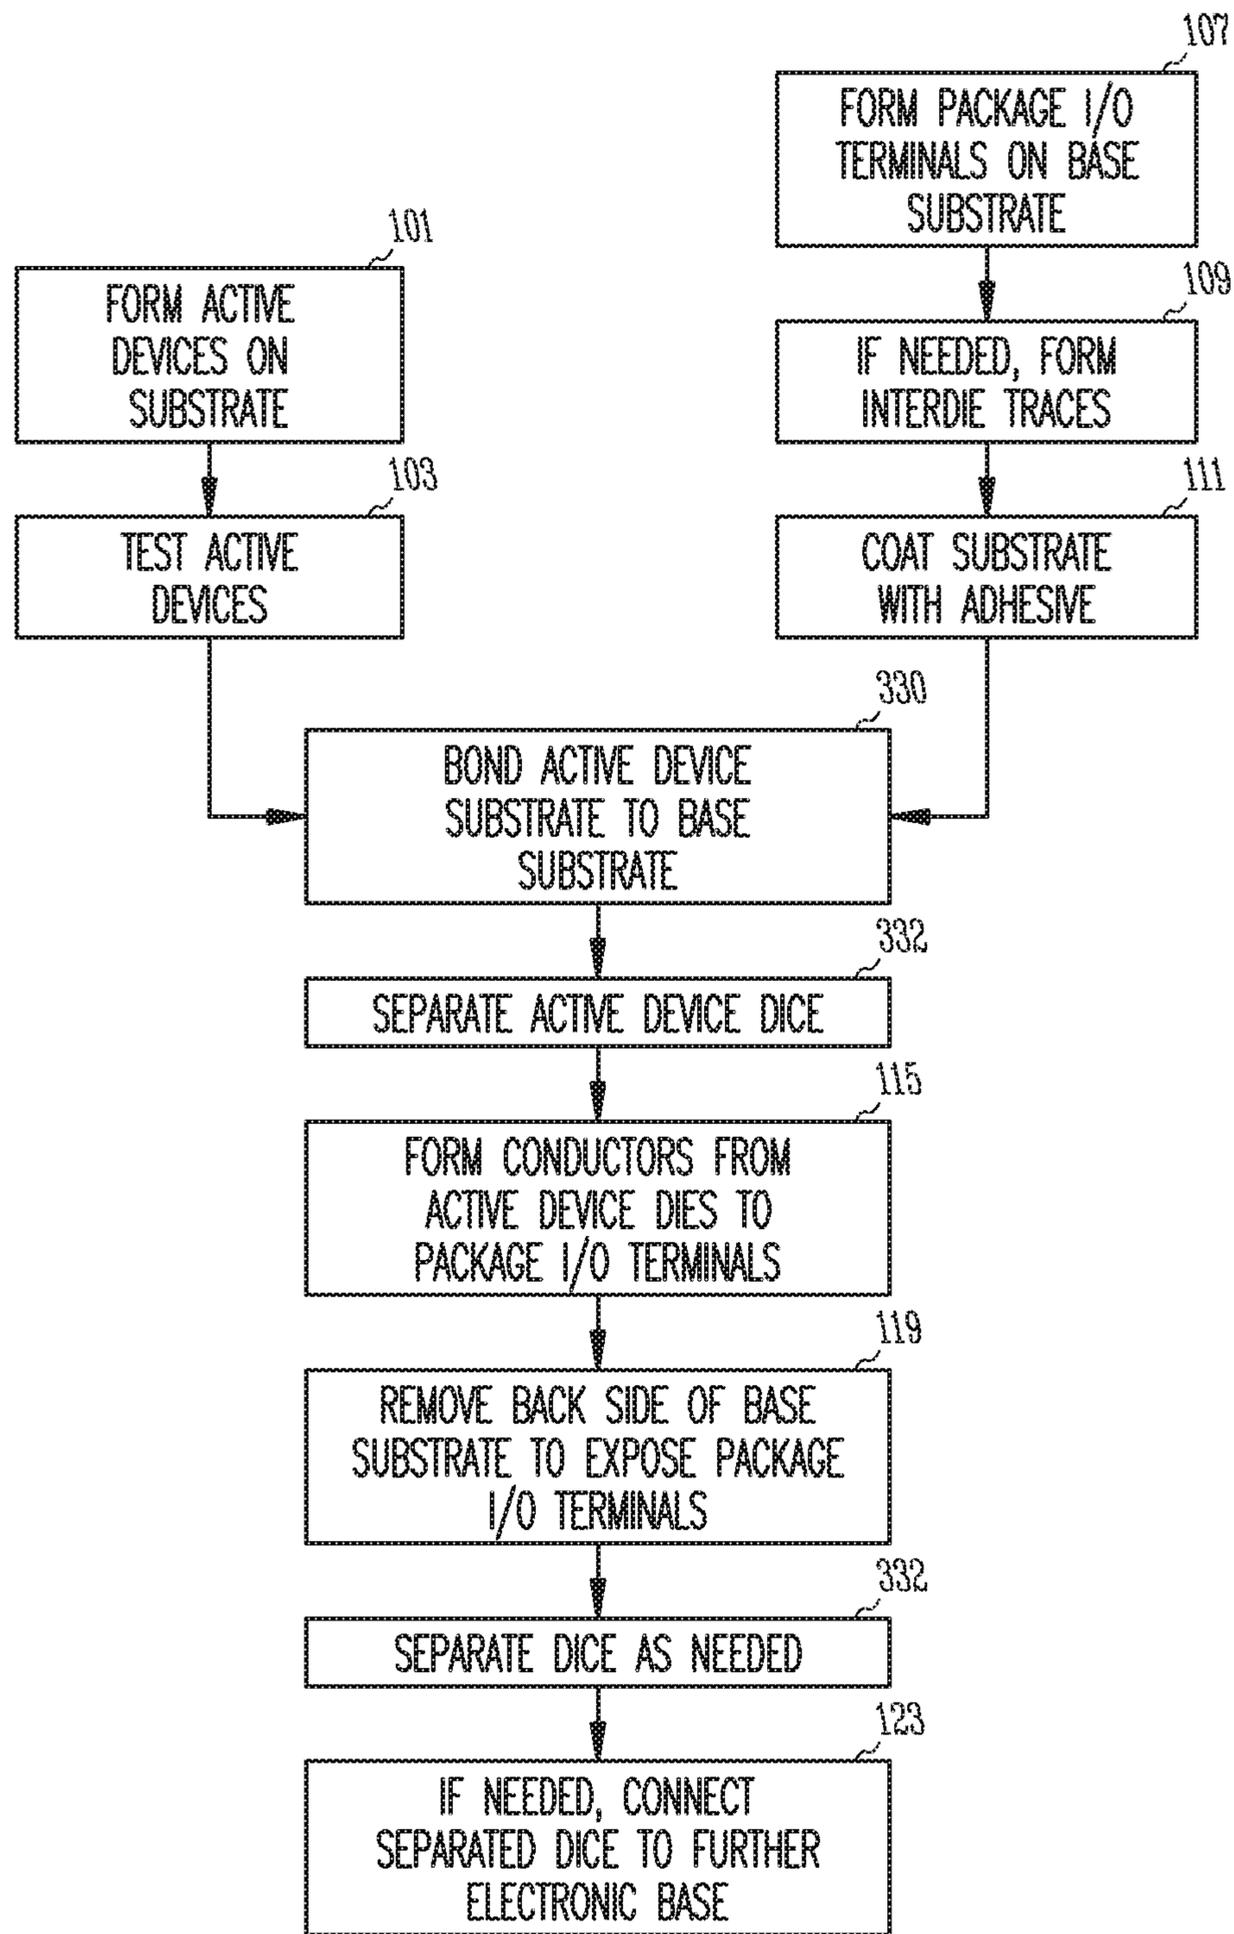 107
FORM PACKAGE I/O
TERMINALS ON BASE
SUBSTRATE
101
FORM ACTIVE
DEVICES ON
SUBSTRATE
109
IF NEEDED, FORM
INTERDIE TRACES
103
TEST ACTIVE
DEVICES
111
COAT SUBSTRATE
WITH ADHESIVE
330
BOND ACTIVE DEVICE
SUBSTRATE TO BASE
SUBSTRATE
332
SEPARATE ACTIVE DEVICE DICE
115
FORM CONDUCTORS FROM
ACTIVE DEVICE DIES TO
PACKAGE I/O TERMINALS
119
REMOVE BACK SIDE OF BASE
SUBSTRATE TO EXPOSE PACKAGE
I/O TERMINALS
332
SEPARATE DICE AS NEEDED
123
IF NEEDED, CONNECT
SEPARATED DICE TO FURTHER
ELECTRONIC BASE